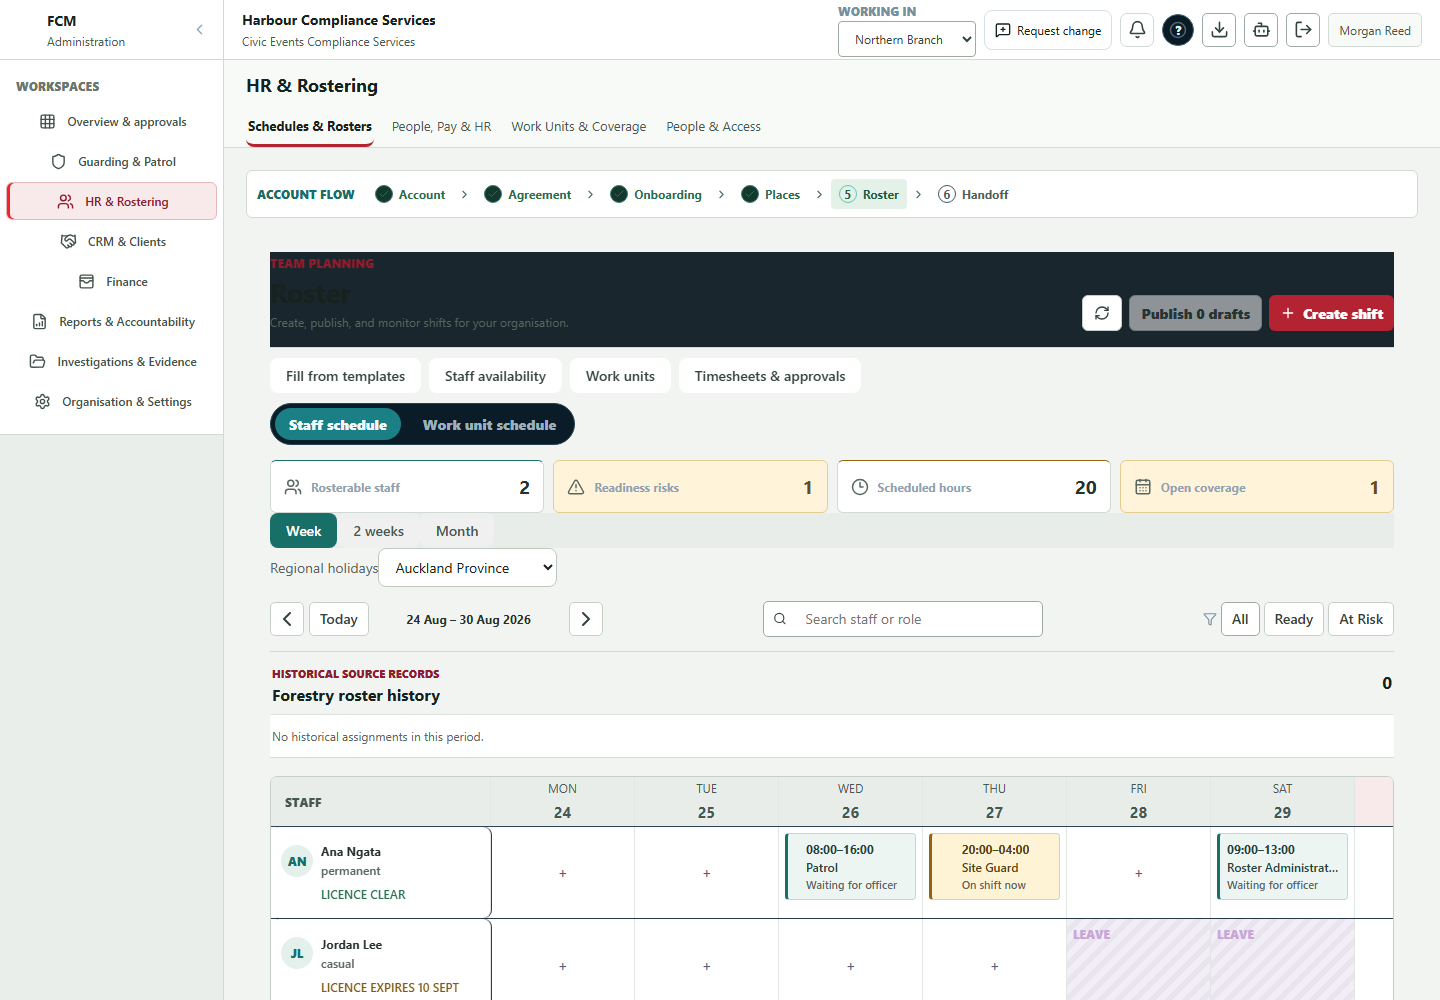 FCM
Administration
Harbour Compliance Services
Civic Events Compliance Services
WORKING IN
Northern Branch
Request change
?
Morgan Reed
WORKSPACES
Overview & approvals
Guarding & Patrol
HR & Rostering
CRM & Clients
Finance
Reports & Accountability
Investigations & Evidence
Organisation & Settings
HR & Rostering
Schedules & Rosters
People, Pay & HR
Work Units & Coverage
People & Access
ACCOUNT FLOW
Account
Agreement
Onboarding
Places
5 Roster
6 Handoff
TEAM PLANNING
Roster
Create, publish, and monitor shifts for your organisation.
Publish 0 drafts
+ Create shift
Fill from templates
Staff availability
Work units
Timesheets & approvals
Staff schedule
Work unit schedule
Rosterable staff 2
Readiness risks 1
Scheduled hours 20
Open coverage 1
Week
2 weeks
Month
Regional holidays
Auckland Province
Today
24 Aug – 30 Aug 2026
Search staff or role
All
Ready
At Risk
HISTORICAL SOURCE RECORDS
Forestry roster history
0
No historical assignments in this period.
STAFF
MON
24
TUE
25
WED
26
THU
27
FRI
28
SAT
29
AN
Ana Ngata
permanent
LICENCE CLEAR
+
+
08:00–16:00
Patrol
Waiting for officer
20:00–04:00
Site Guard
On shift now
+
09:00–13:00
Roster Administrat...
Waiting for officer
JL
Jordan Lee
casual
LICENCE EXPIRES 10 SEPT
+
+
+
+
LEAVE
LEAVE